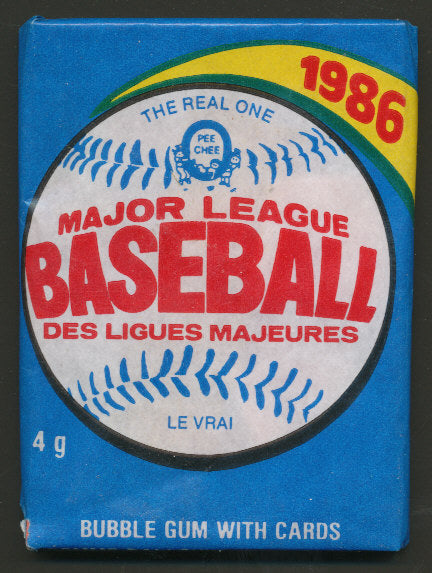 1986
THE REAL ONE
PEE
CHEE
MAJOR LEAGUE
BASEBALL
DES LIGUES MAJEURES
LE VRAI
4 g
BUBBLE GUM WITH CARDS